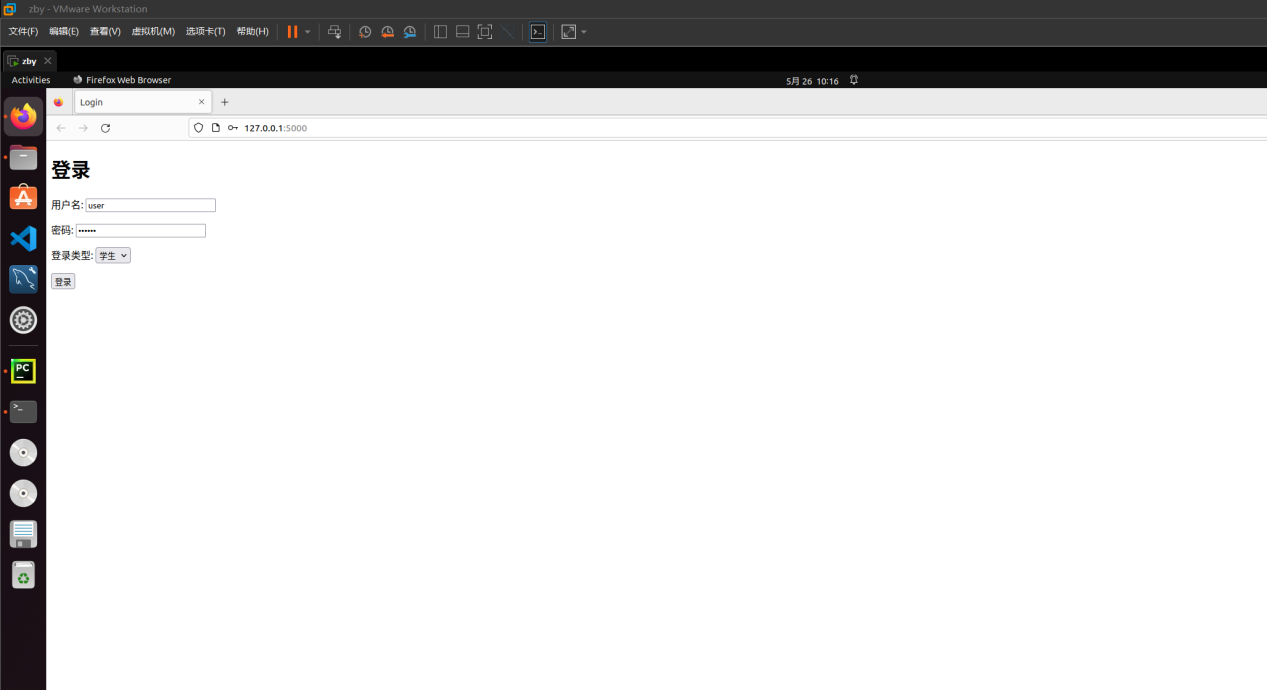 zby - VMware Workstation
文件(F) 编辑(E) 查看(V) 虚拟机(M) 选项卡(T) 帮助(H)
zby
Activities Firefox Web Browser 5月 26 10:16
Login
127.0.0.1:5000
登录
用户名: user
密码: ••••••
登录类型: 学生
登录
PC